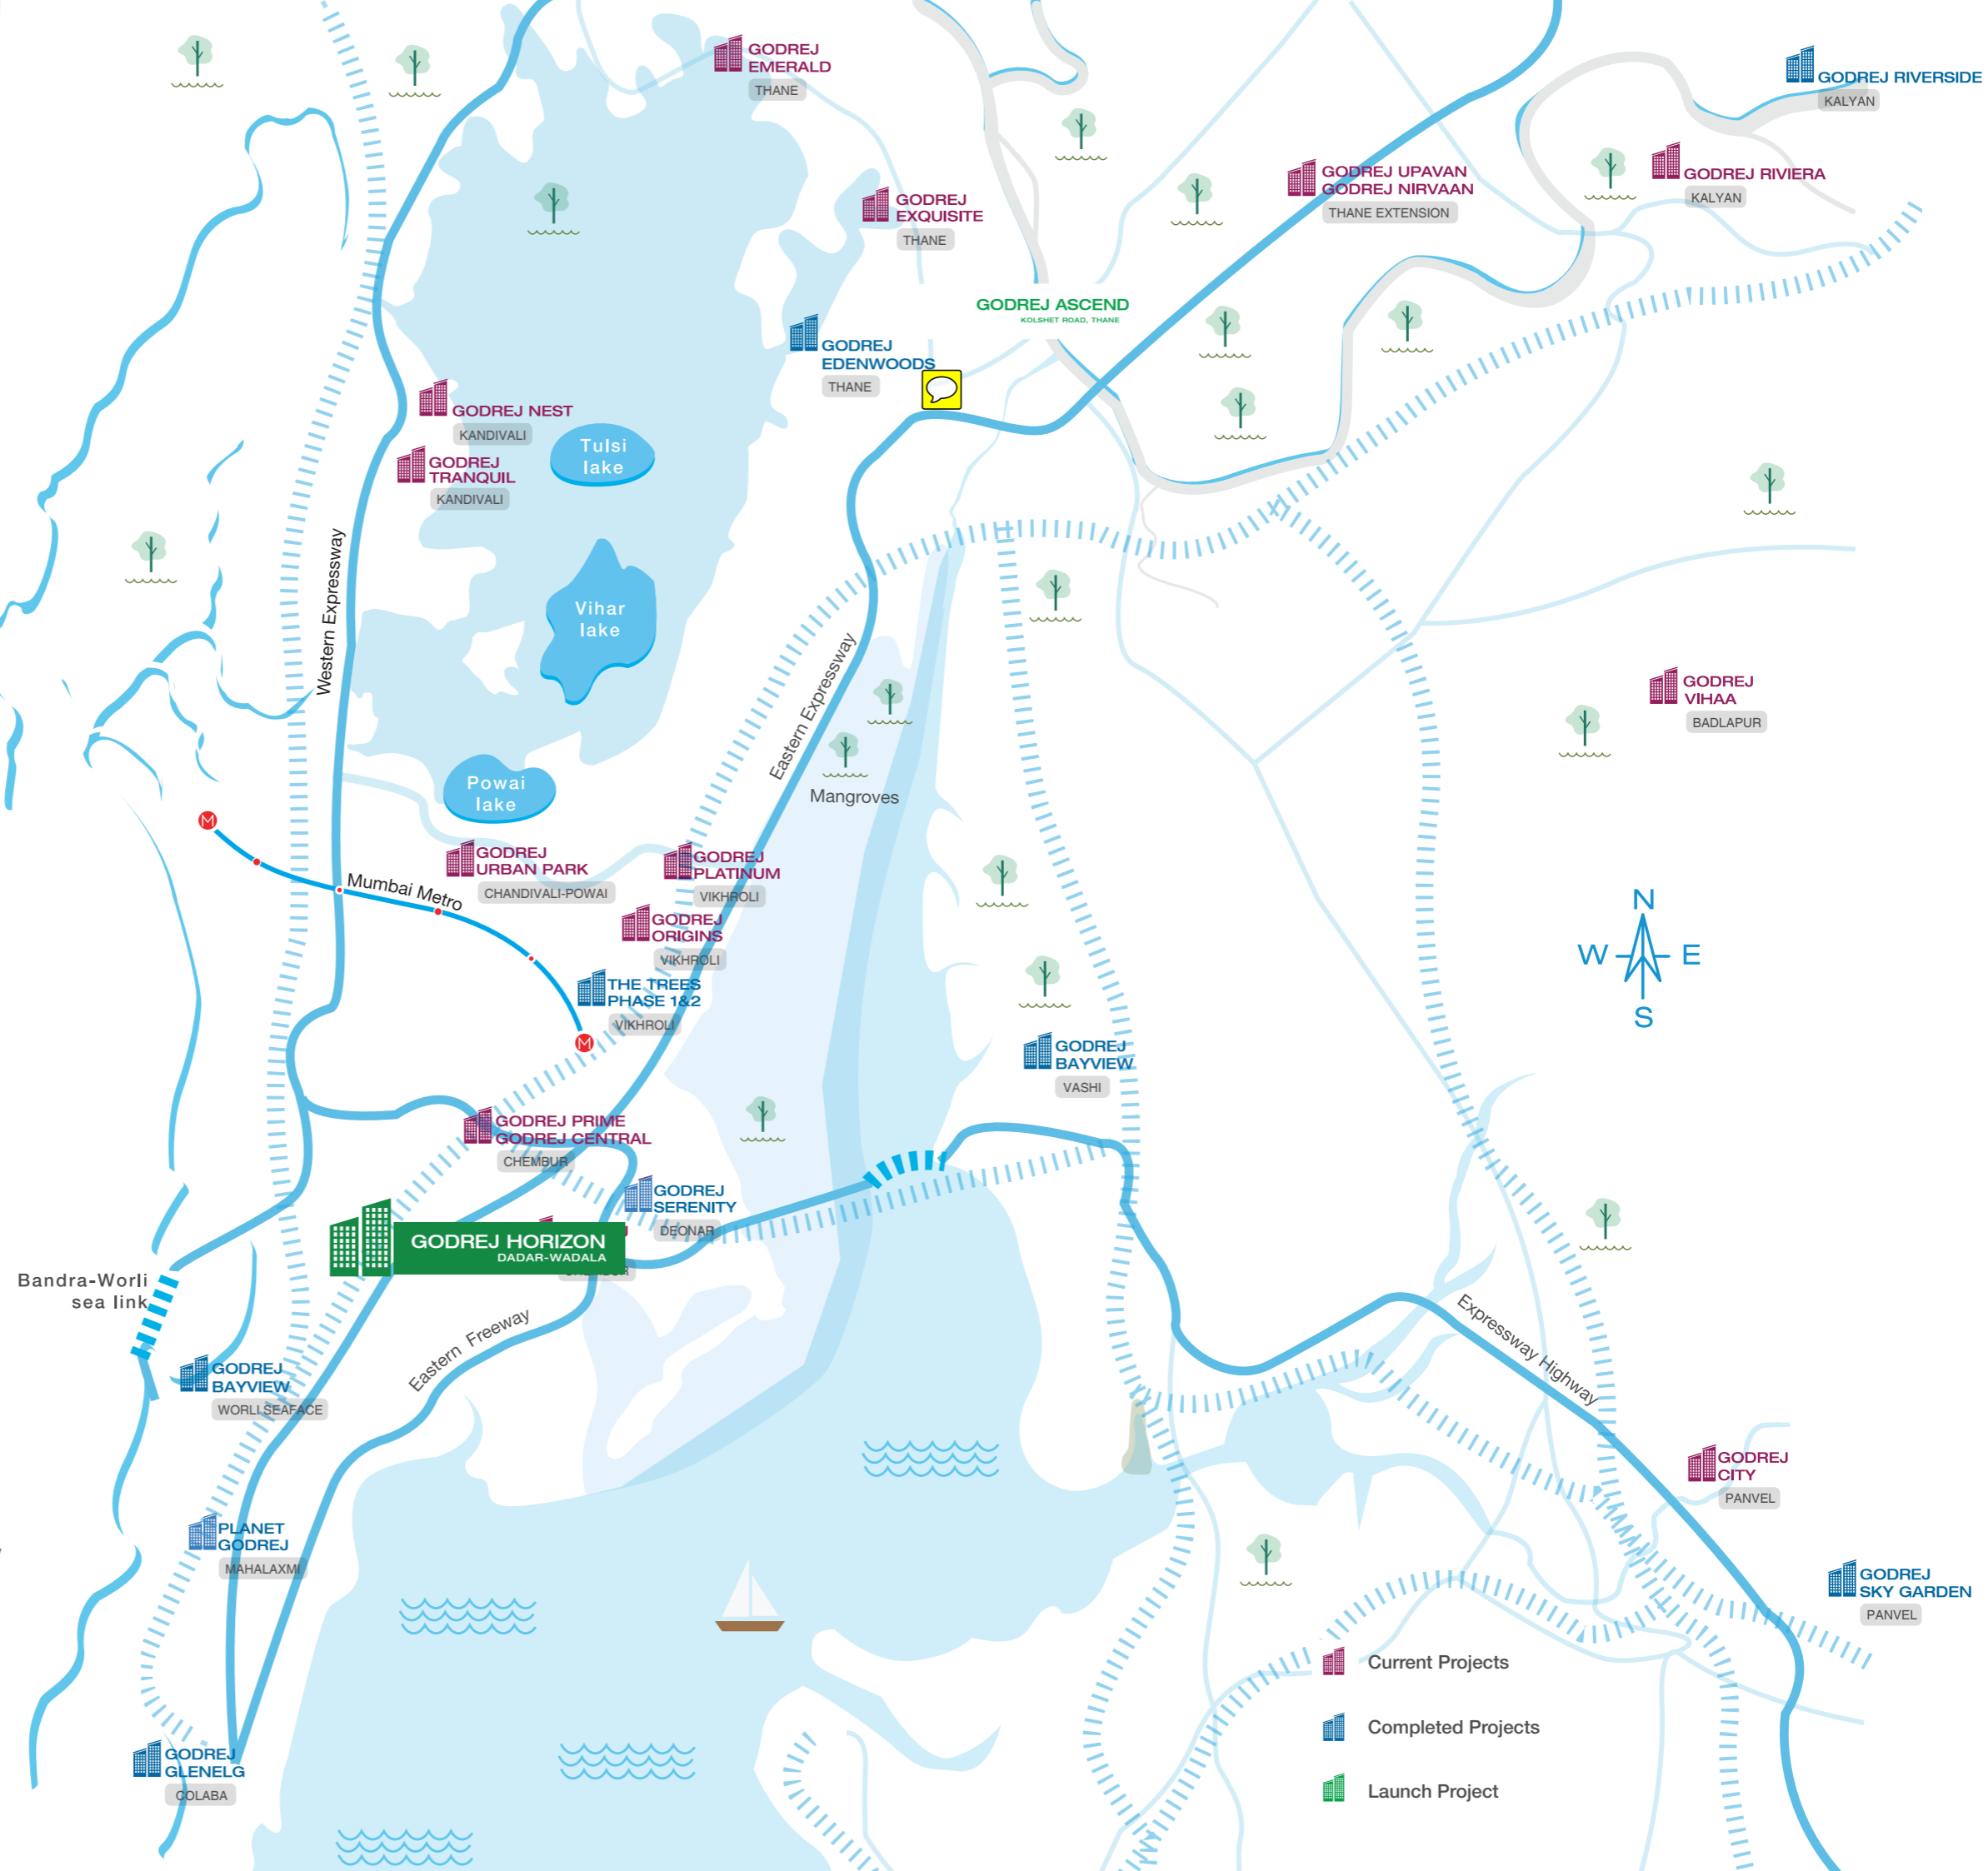 GODREJ
EMERALD
THANE
GODREJ RIVERSIDE
KALYAN
GODREJ UPAVAN
GODREJ NIRVAAN
THANE EXTENSION
GODREJ RIVIERA
KALYAN
GODREJ
EXQUISITE
THANE
GODREJ ASCEND
KOLSHET ROAD, THANE
GODREJ
EDENWOODS
THANE
GODREJ NEST
KANDIVALI
GODREJ
TRANQUIL
KANDIVALI
Tulsi
lake
Western Expressway
Vihar
lake
Eastern Expressway
GODREJ
VIHAA
BADLAPUR
Powai
lake
Mangroves
Mumbai Metro
GODREJ
URBAN PARK
CHANDIVALI-POWAI
GODREJ
PLATINUM
VIKHROLI
GODREJ
ORIGINS
VIKHROLI
THE TREES
PHASE 1&2
VIKHROLI
M
M
N
W
E
S
GODREJ
BAYVIEW
VASHI
GODREJ PRIME
GODREJ CENTRAL
CHEMBUR
GODREJ
SERENITY
DEONAR
GODREJ HORIZON
DADAR-WADALA
Bandra-Worli
sea link
Eastern Freeway
Expressway Highway
GODREJ
BAYVIEW
WORLI SEAFACE
GODREJ
CITY
PANVEL
PLANET
GODREJ
MAHALAXMI
GODREJ
SKY GARDEN
PANVEL
GODREJ
GLENELG
COLABA
Current Projects
Completed Projects
Launch Project